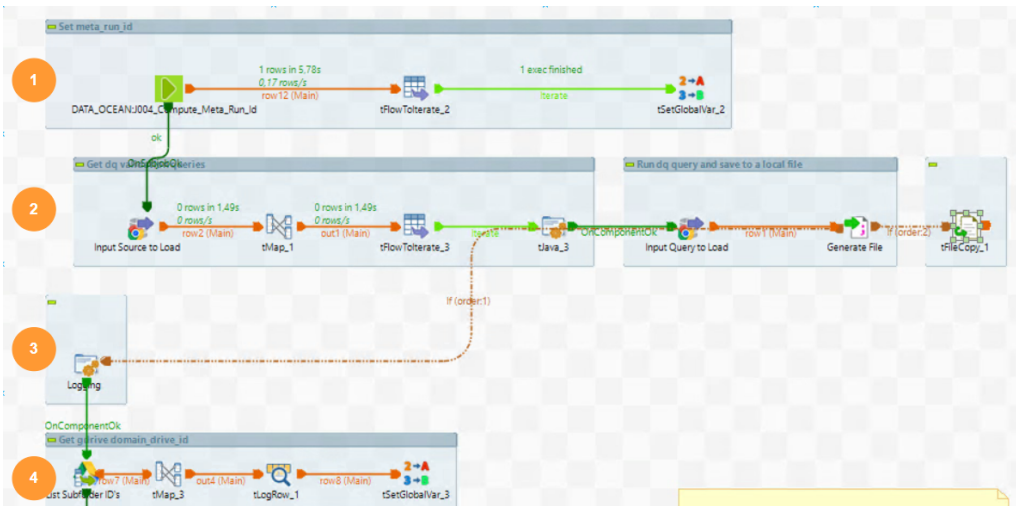 Set meta_run_id
1
1 rows in 5,78s
0,17 rows/s
row12 (Main)
1 exec finished
Iterate
DATA_OCEAN:J004_Compute_Meta_Run_Id
tFlowToIterate_2
tSetGlobalVar_2
ok
OnSubjobOk
Get dq validation queries
Run dq query and save to a local file
2
0 rows in 1,49s
0 rows/s
row2 (Main)
0 rows in 1,49s
0 rows/s
out1 (Main)
Iterate
OnComponentOk
row1 (Main)
If (order:2)
Input Source to Load
tMap_1
tFlowToIterate_3
tJava_3
Input Query to Load
Generate File
tFileCopy_1
If (order:1)
3
Logging
OnComponentOk
Get gdrive domain_drive_id
4
row7 (Main)
out4 (Main)
row8 (Main)
List Subfolder ID's
tMap_3
tLogRow_1
tSetGlobalVar_3